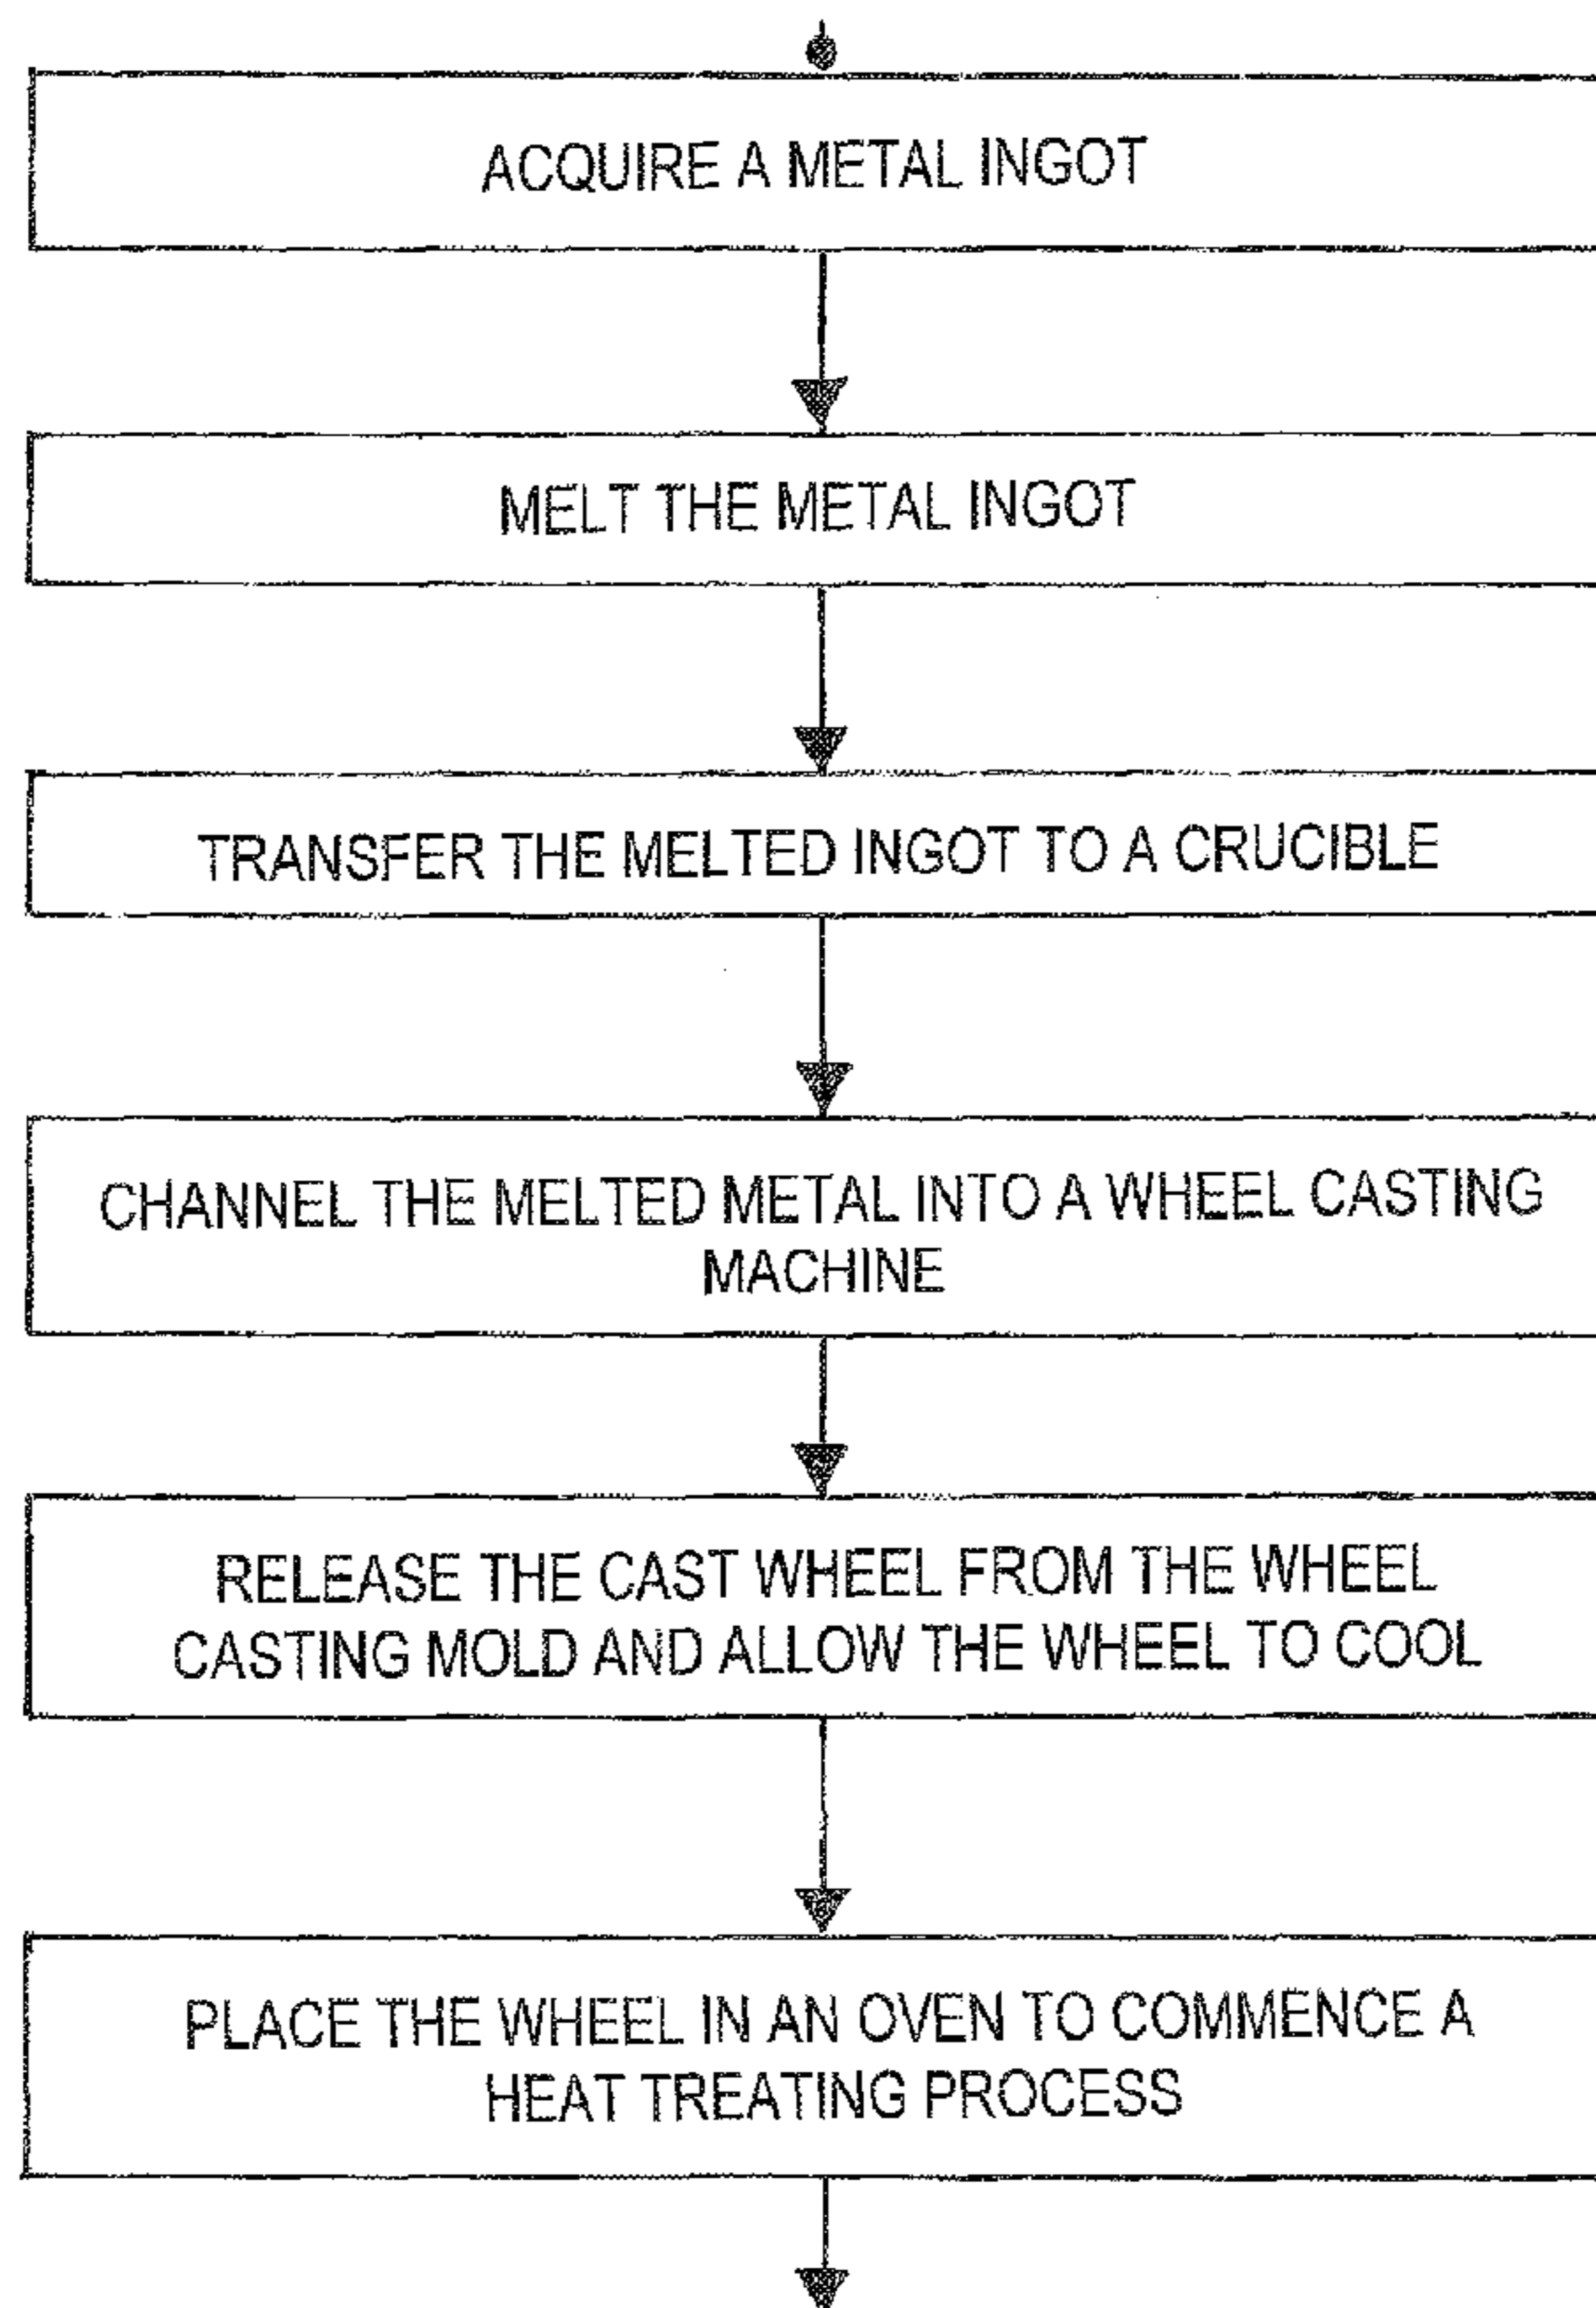 ACQUIRE A METAL INGOT
MELT THE METAL INGOT
TRANSFER THE MELTED INGOT TO A CRUCIBLE
CHANNEL THE MELTED METAL INTO A WHEEL CASTING
MACHINE
RELEASE THE CAST WHEEL FROM THE WHEEL
CASTING MOLD AND ALLOW THE WHEEL TO COOL
PLACE THE WHEEL IN AN OVEN TO COMMENCE A
HEAT TREATING PROCESS